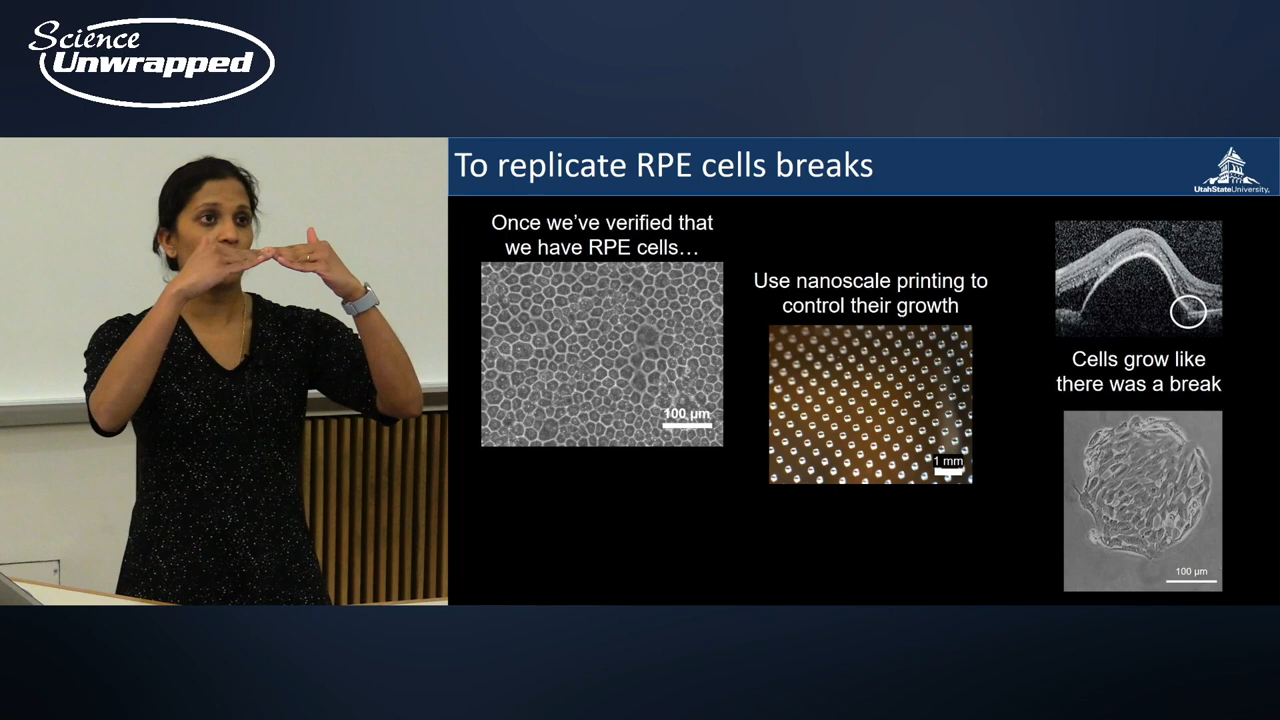 Science
Unwrapped
To replicate RPE cells breaks
UtahStateUniversity
Once we've verified that
we have RPE cells…
100 µm
Use nanoscale printing to
control their growth
1 mm
Cells grow like
there was a break
100 µm